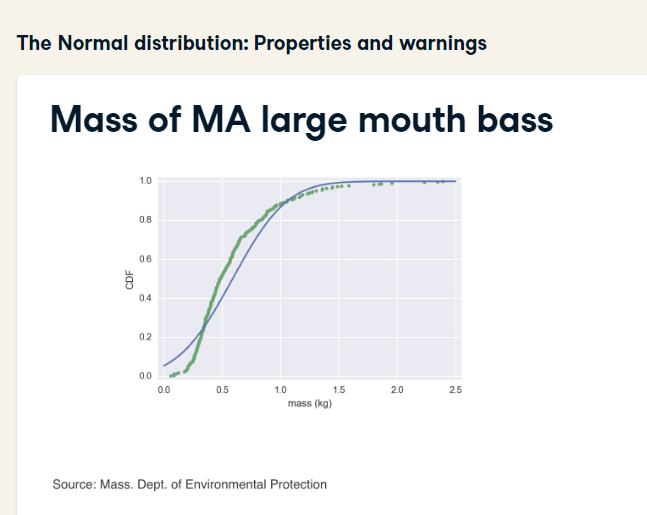 The Normal distribution: Properties and warnings
Mass of MA large mouth bass
1.0
0.8
0.6
0.4
0.2
0.0
CDF
0.0 0.5 1.0 1.5 2.0 2.5
mass (kg)
Source: Mass. Dept. of Environmental Protection